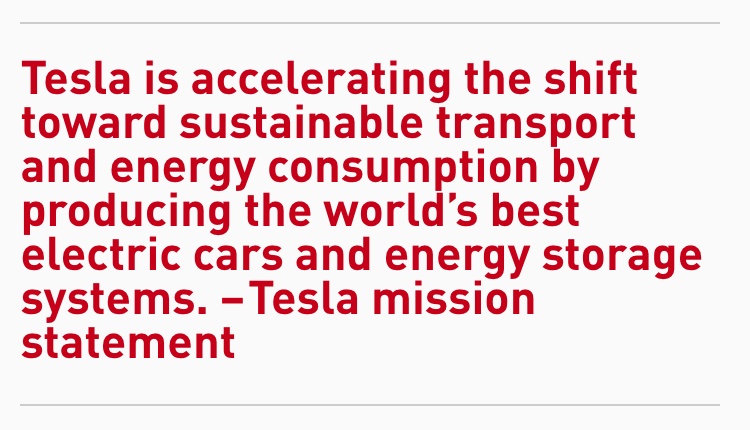 Tesla is accelerating the shift
toward sustainable transport
and energy consumption by
producing the world’s best
electric cars and energy storage
systems. –Tesla mission
statement